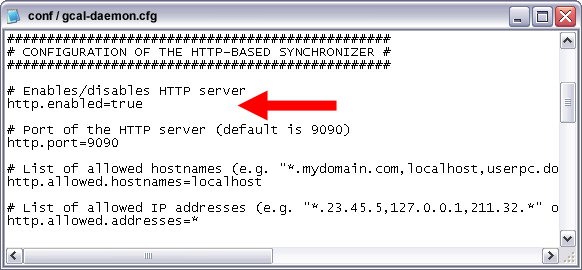 conf / gcal-daemon.cfg
###############################################
# CONFIGURATION OF THE HTTP-BASED SYNCHRONIZER #
###############################################
# Enables/disables HTTP server
http.enabled=true
# Port of the HTTP server (default is 9090)
http.port=9090
# List of allowed hostnames (e.g. "*.mydomain.com,localhost,userpc.do
http.allowed.hostnames=localhost
# List of allowed IP addresses (e.g. "*.23.45.5,127.0.0.1,211.32.*" o
http.allowed.addresses=*